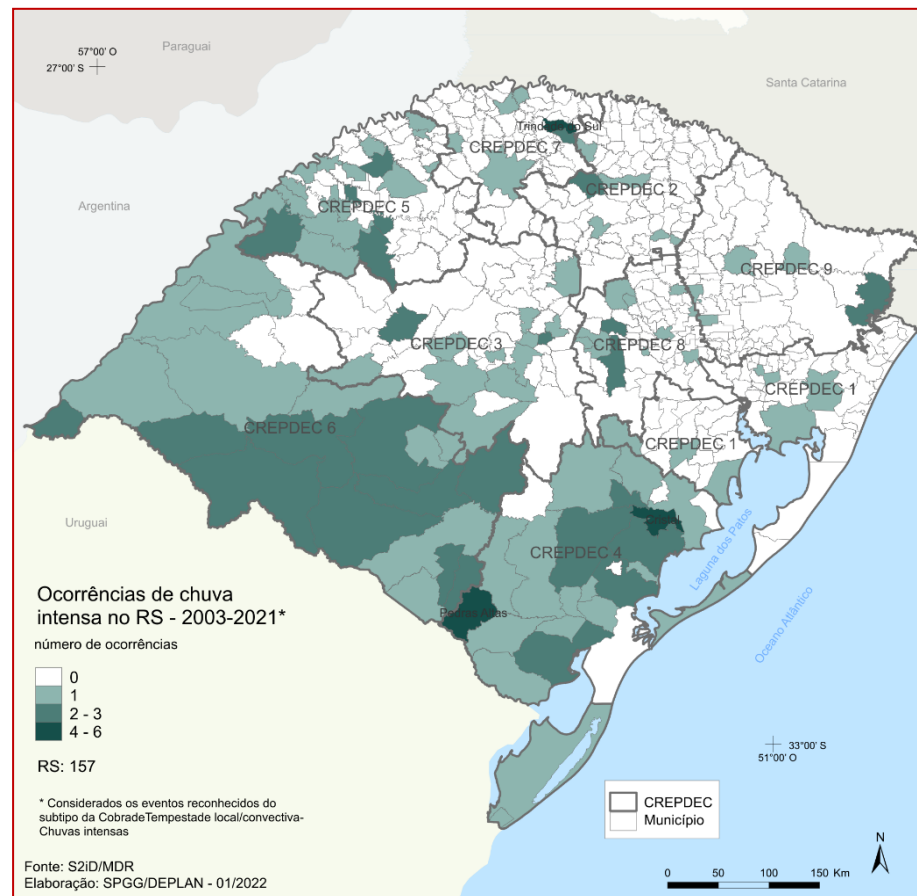 57°00' O
27°00' S
Paraguai
Santa Catarina
Argentina
Uruguai
Trindade do Sul
CREPDEC 7
CREPDEC 2
CREPDEC 5
CREPDEC 9
CREPDEC 3
CREPDEC 8
CREPDEC 1
CREPDEC 1
CREPDEC 6
CREPDEC 4
Pedras Altas
Laguna dos Patos
Oceano Atlântico
33°00' S
51°00' O
Ocorrências de chuva
intensa no RS - 2003-2021*
número de ocorrências
0
1
2 - 3
4 - 6
RS: 157
* Considerados os eventos reconhecidos do
subtipo da CobradeTempestade local/convectiva-
Chuvas intensas
Fonte: S2iD/MDR
Elaboração: SPGG/DEPLAN - 01/2022
CREPDEC
Município
N
0 50 100 150 Km